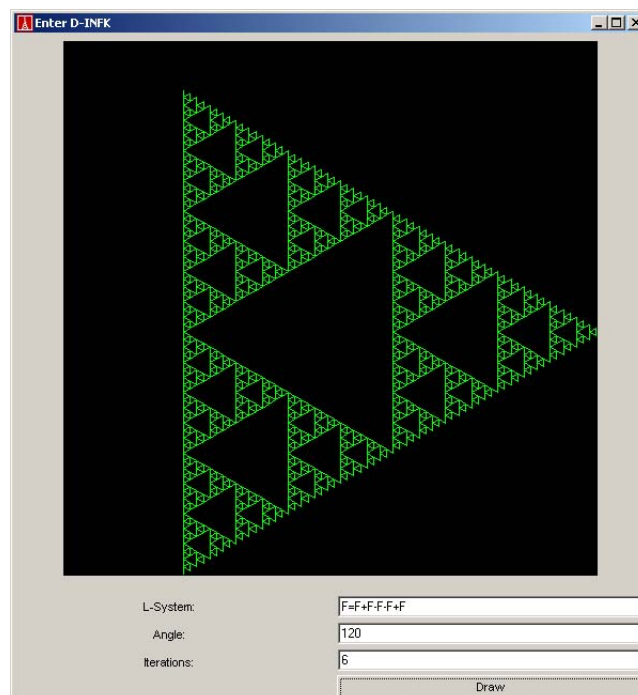 Enter D-INFK
L-System: F=F+F-F-F+F
Angle: 120
Iterations: 6
Draw